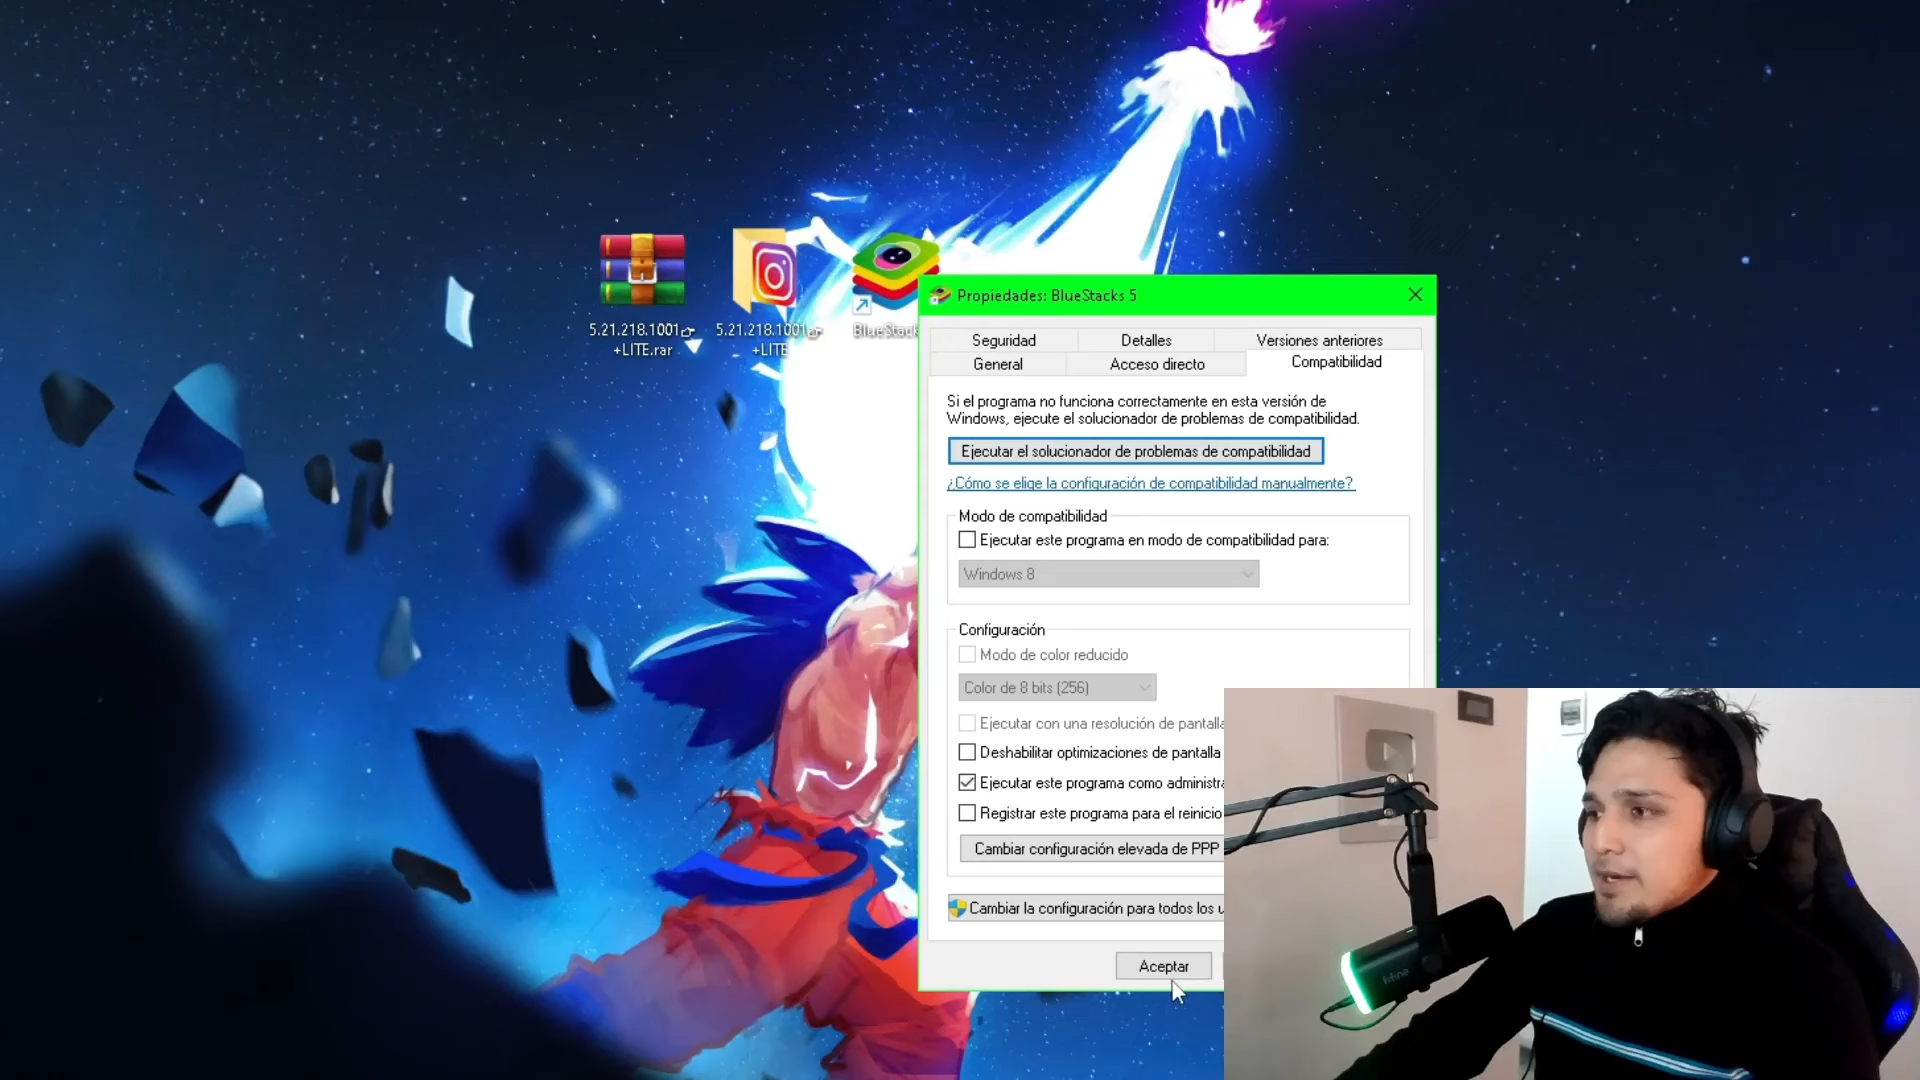 5.21.218.1001
+LITE.rar
5.21.218.1001
+LITE
BlueStack
Propiedades: BlueStacks 5
Seguridad
Detalles
Versiones anteriores
General
Acceso directo
Compatibilidad
Si el programa no funciona correctamente en esta versión de
Windows, ejecute el solucionador de problemas de compatibilidad.
Ejecutar el solucionador de problemas de compatibilidad
¿Cómo se elige la configuración de compatibilidad manualmente?
Modo de compatibilidad
Ejecutar este programa en modo de compatibilidad para:
Windows 8
Configuración
Modo de color reducido
Color de 8 bits (256)
Ejecutar con una resolución de pantalla
Deshabilitar optimizaciones de pantalla
Ejecutar este programa como administra
Registrar este programa para el reinicio
Cambiar configuración elevada de PPP
Cambiar la configuración para todos los u
Aceptar
fifine